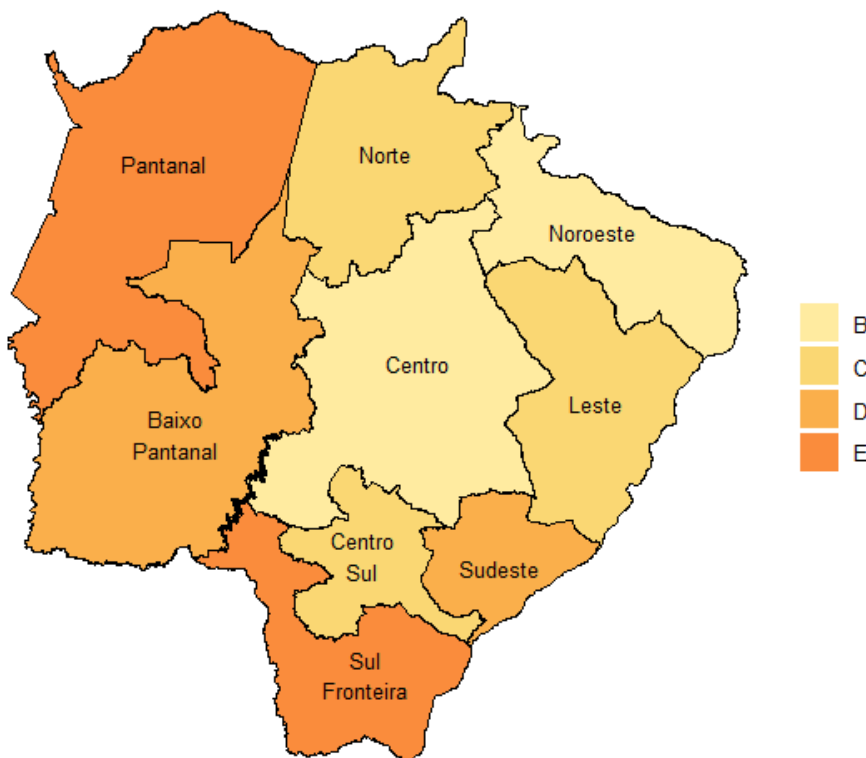 Pantanal
Norte
Noroeste
Centro
Leste
Baixo
Pantanal
Centro
Sul
Sudeste
Sul
Fronteira
B
C
D
E